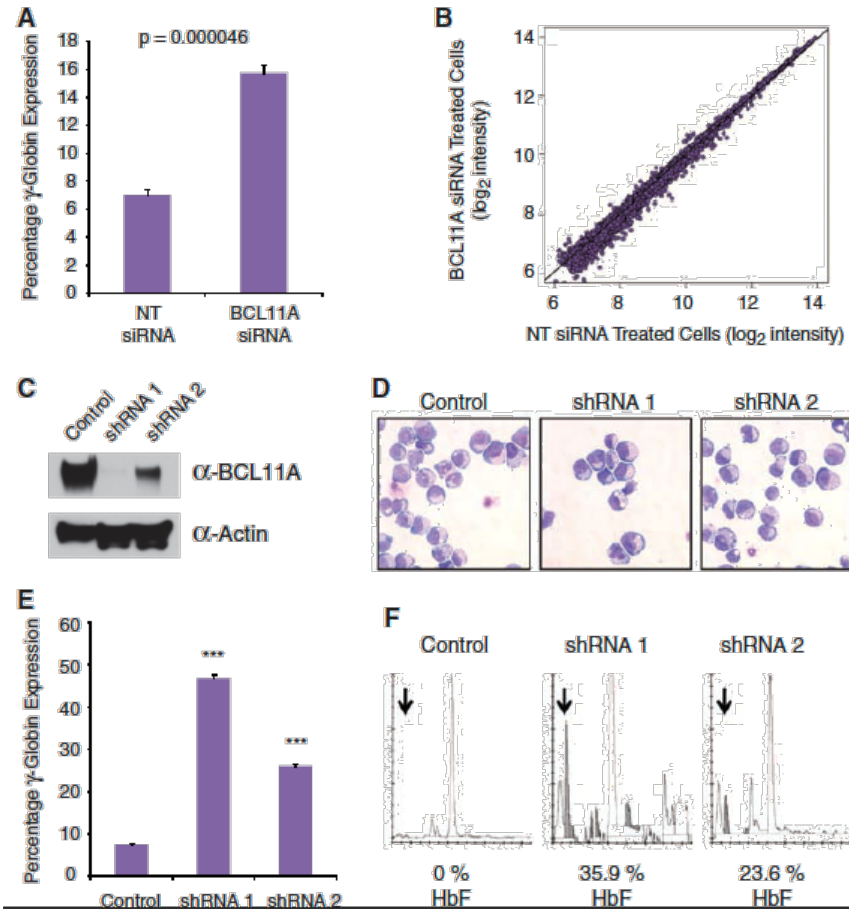 A
p = 0.000046
Percentage γ-Globin Expression
18
16
14
12
10
8
6
4
2
0
NT
siRNA
BCL11A
siRNA
B
BCL11A siRNA Treated Cells
(log2 intensity)
14
12
10
8
6
6 8 10 12 14
NT siRNA Treated Cells (log2 intensity)
C
Control
shRNA 1
shRNA 2
α-BCL11A
α-Actin
D
Control shRNA 1 shRNA 2
E
Percentage γ-Globin Expression
60
50
40
30
20
10
0
***
***
Control shRNA 1 shRNA 2
F
Control shRNA 1 shRNA 2
0 % 35.9 % 23.6 %
HbF HbF HbF